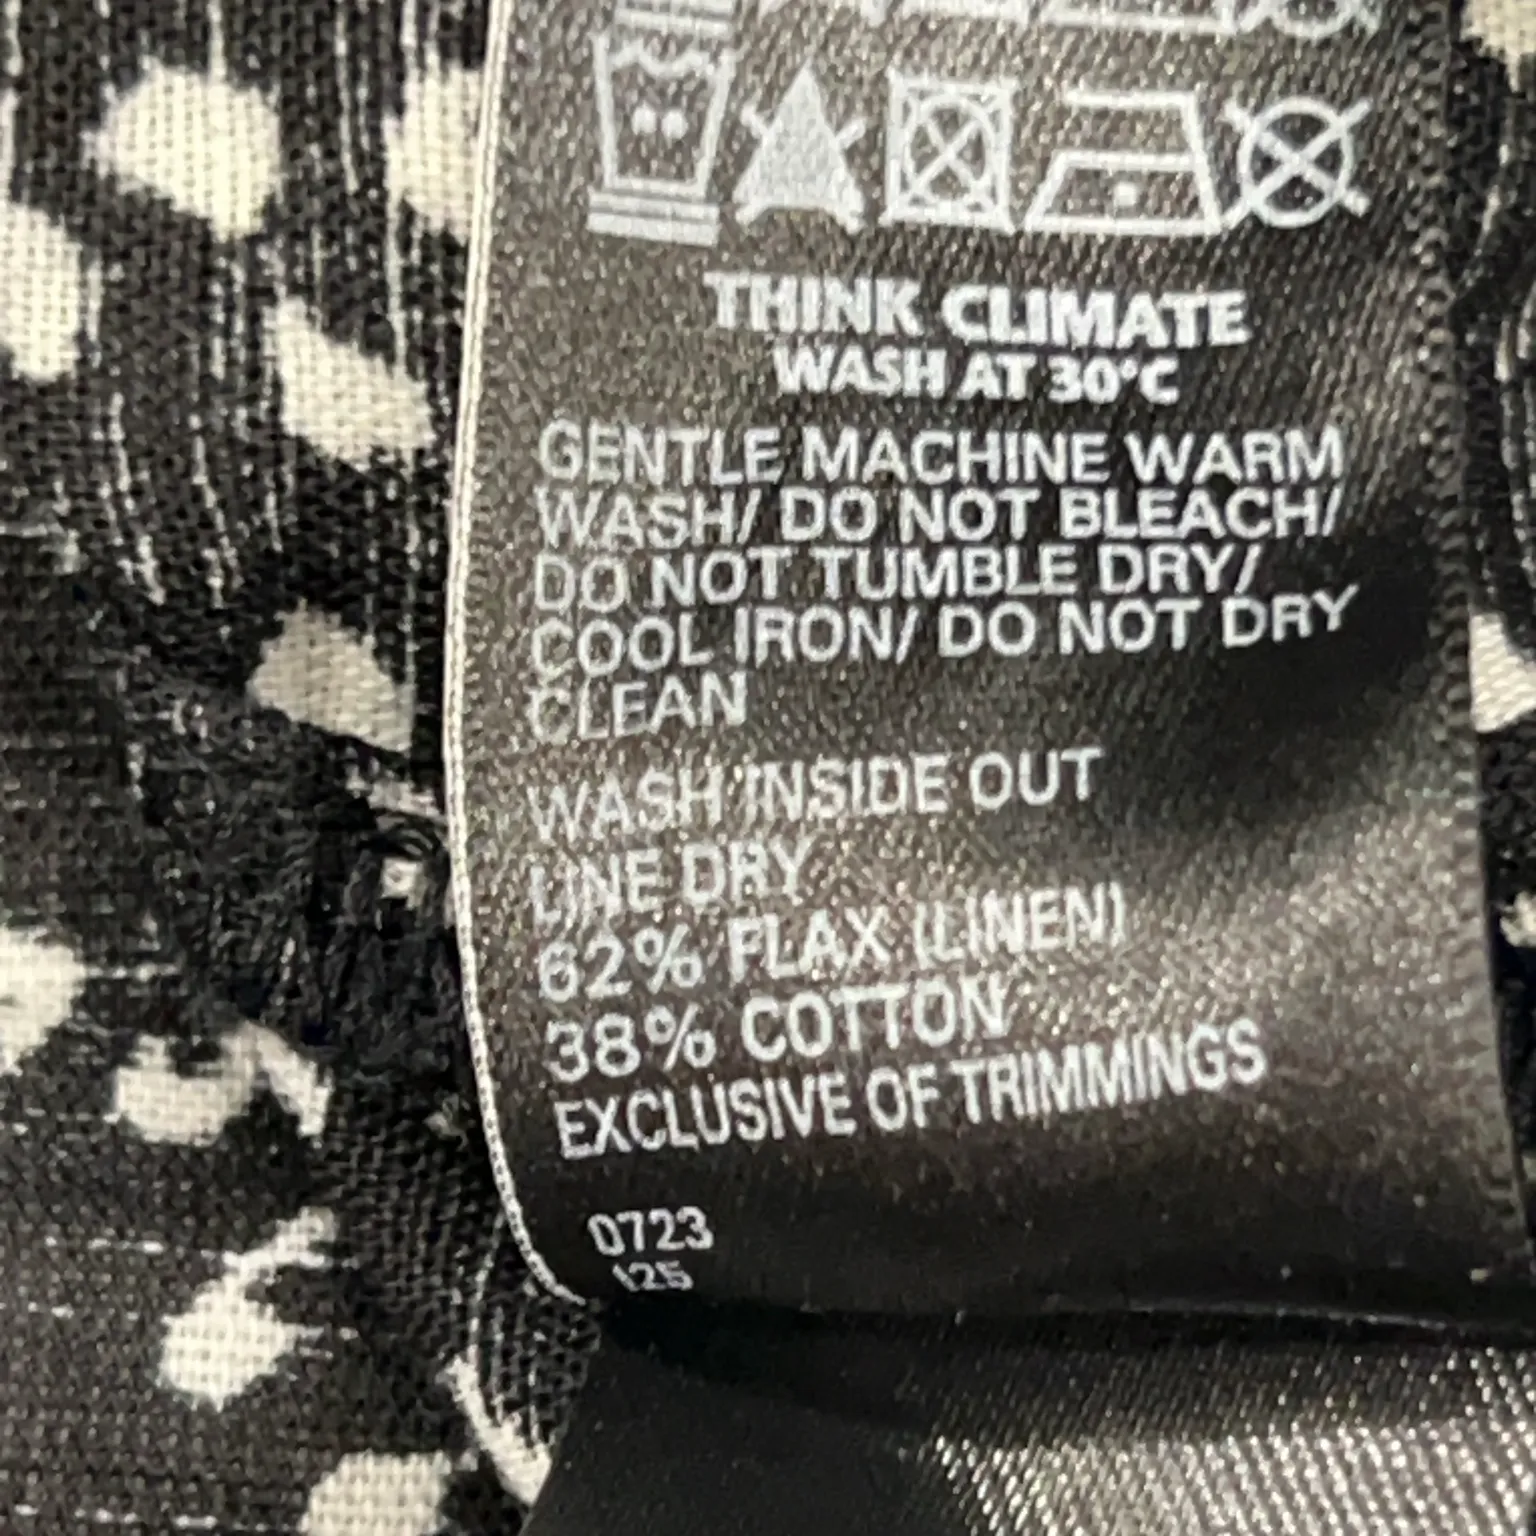 THINK CLIMATE
WASH AT 30°C
GENTLE MACHINE WARM
WASH/ DO NOT BLEACH/
DO NOT TUMBLE DRY/
COOL IRON/ DO NOT DRY
CLEAN
WASH INSIDE OUT
LINE DRY
62% FLAX (LINEN)
38% COTTON
EXCLUSIVE OF TRIMMINGS
0723
125